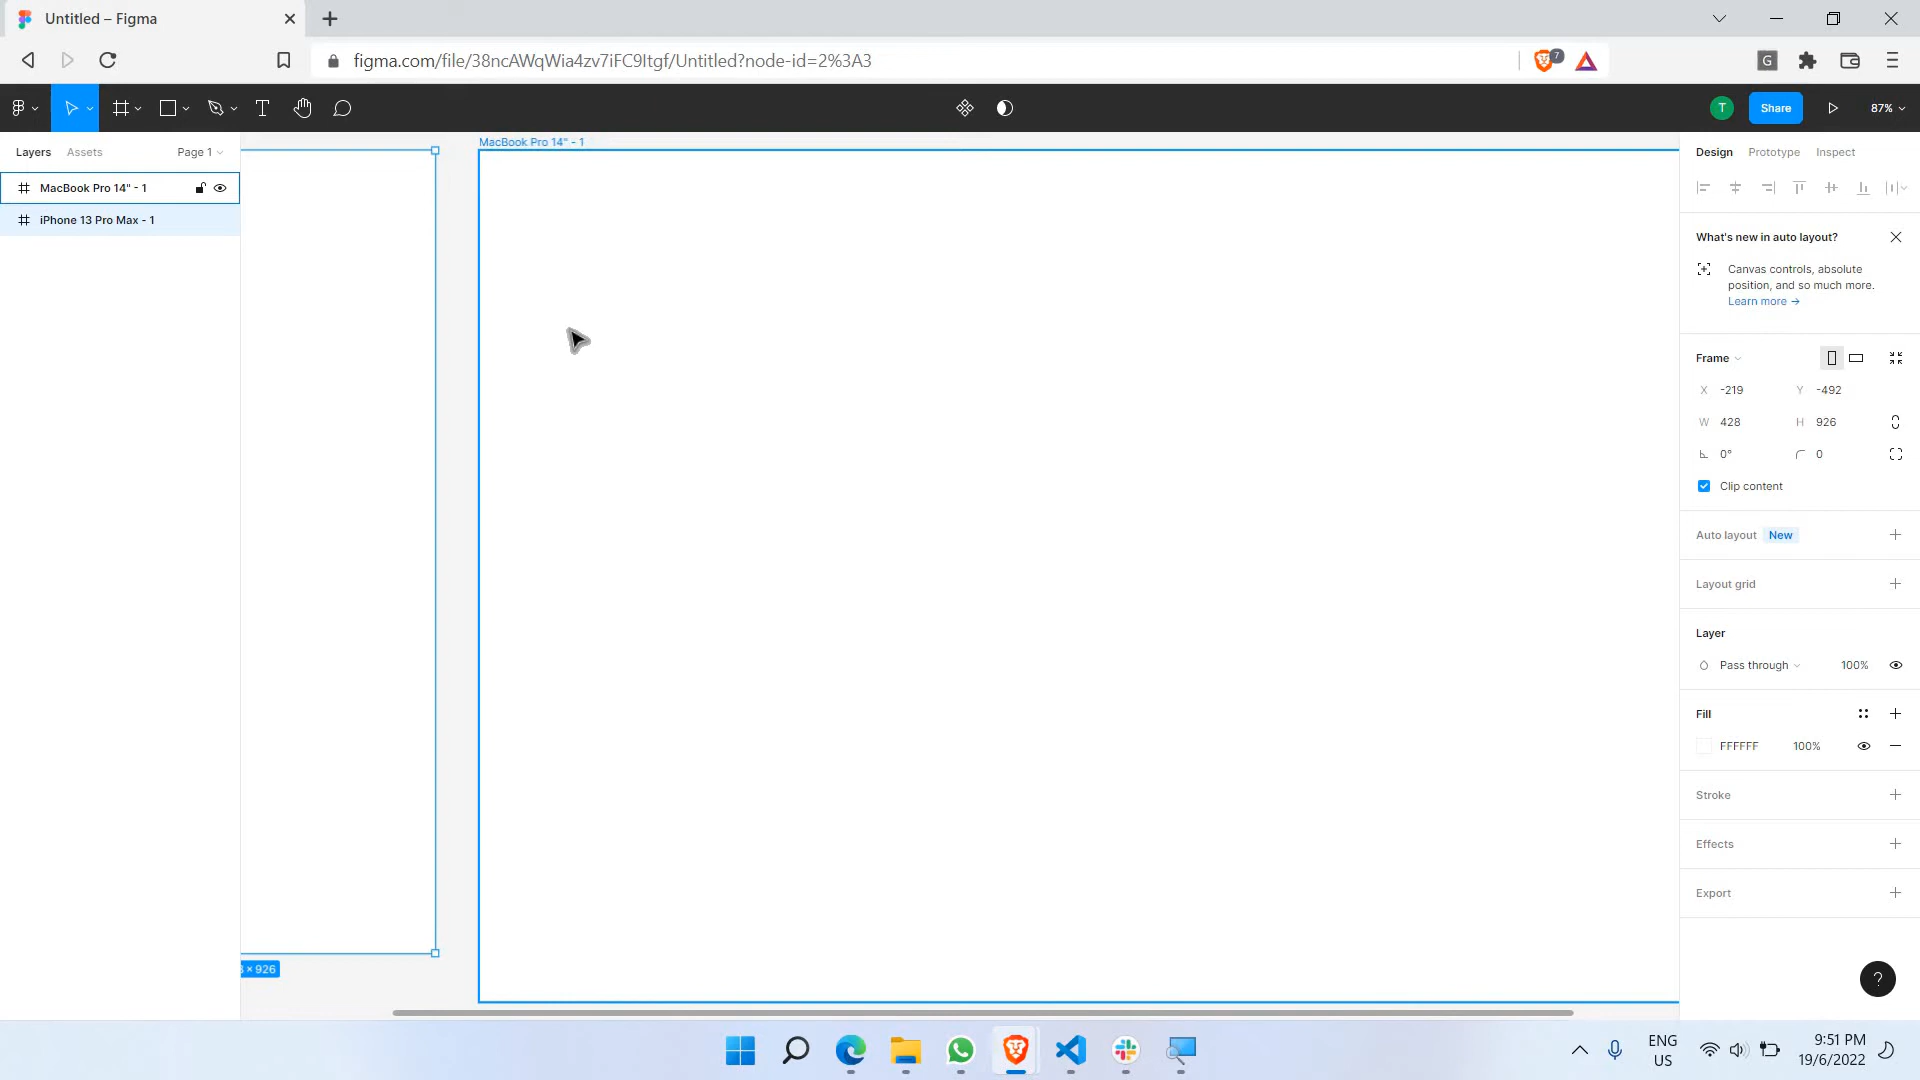 Untitled – Figma
figma.com/file/38ncAWqWia4zv7iFC9Itgf/Untitled?node-id=2%3A3
7
G
T
Share
87%
Layers
Assets
Page 1
MacBook Pro 14" - 1
iPhone 13 Pro Max - 1
MacBook Pro 14" - 1
× 926
Design
Prototype
Inspect
What's new in auto layout?
Canvas controls, absolute
position, and so much more.
Learn more →
Frame
X -219
Y -492
W 428
H 926
0°
0
Clip content
Auto layout
New
Layout grid
Layer
Pass through
100%
Fill
FFFFFF
100%
Stroke
Effects
Export
?
ENG
US
9:51 PM
19/6/2022